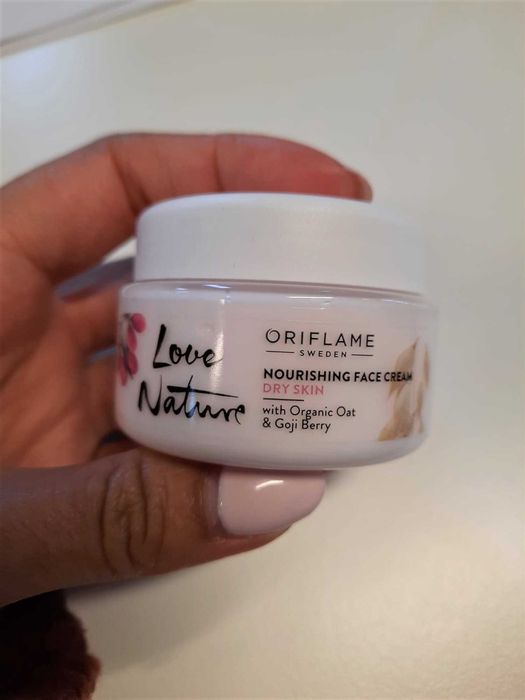 Love
Nature
ORIFLAME
SWEDEN
NOURISHING FACE CREAM
DRY SKIN
with Organic Oat
& Goji Berry